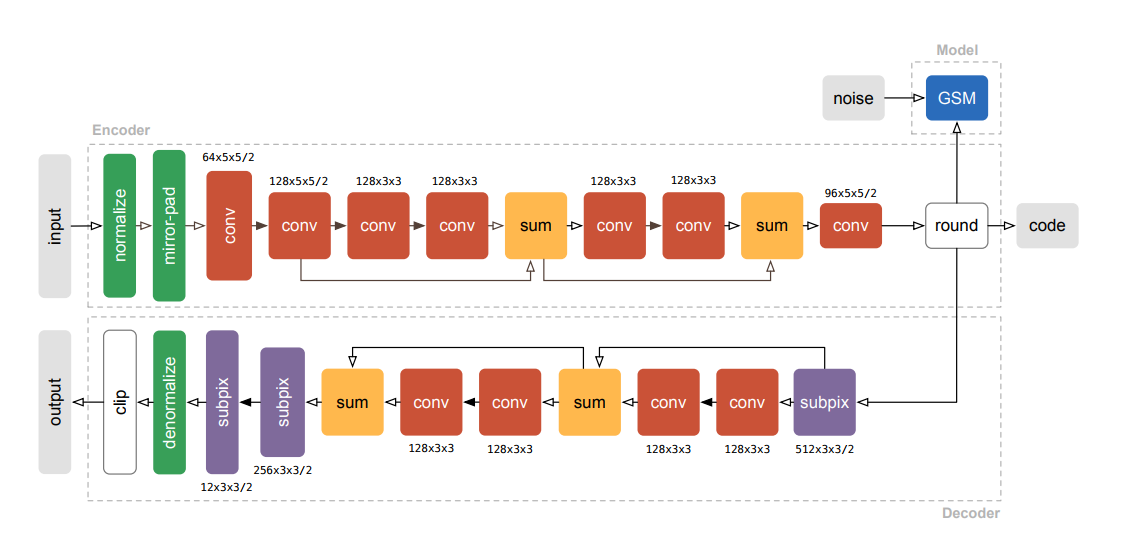 Model
noise
GSM
Encoder
input
normalize
mirror-pad
64x5x5/2
conv
128x5x5/2
conv
128x3x3
conv
128x3x3
conv
sum
128x3x3
conv
128x3x3
conv
sum
96x5x5/2
conv
round
code
output
clip
denormalize
subpix
12x3x3/2
subpix
256x3x3/2
sum
conv
128x3x3
conv
128x3x3
sum
conv
128x3x3
conv
128x3x3
subpix
512x3x3/2
Decoder